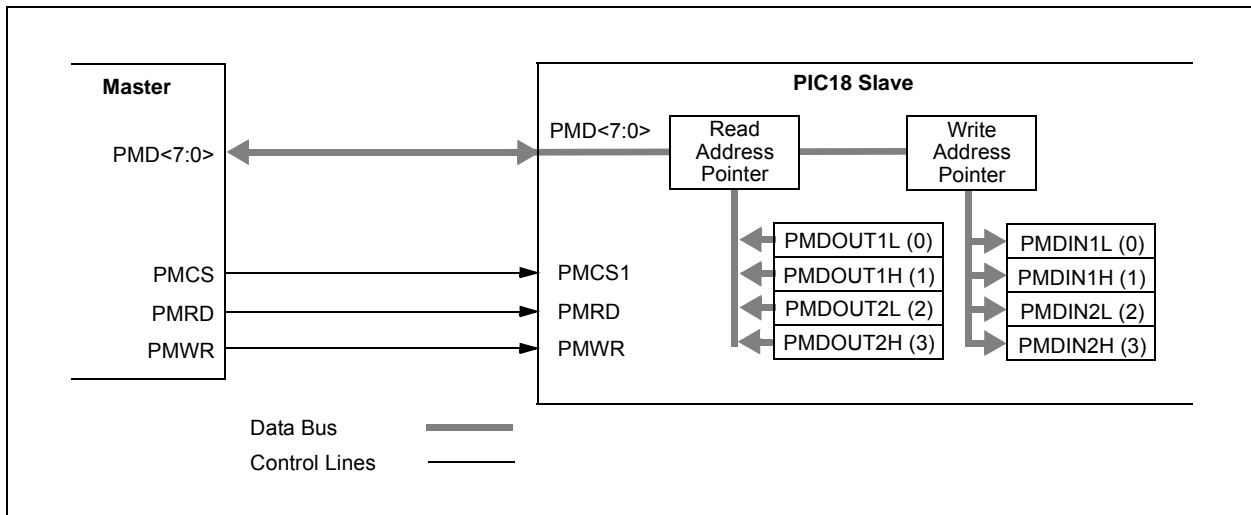 Master
PIC18 Slave
PMD<7:0>
PMD<7:0>
Read
Address
Pointer
Write
Address
Pointer
PMDOUT1L (0)
PMDIN1L (0)
PMCS
PMCS1
PMDOUT1H (1)
PMDIN1H (1)
PMRD
PMRD
PMDOUT2L (2)
PMDIN2L (2)
PMWR
PMWR
PMDOUT2H (3)
PMDIN2H (3)
Data Bus
Control Lines